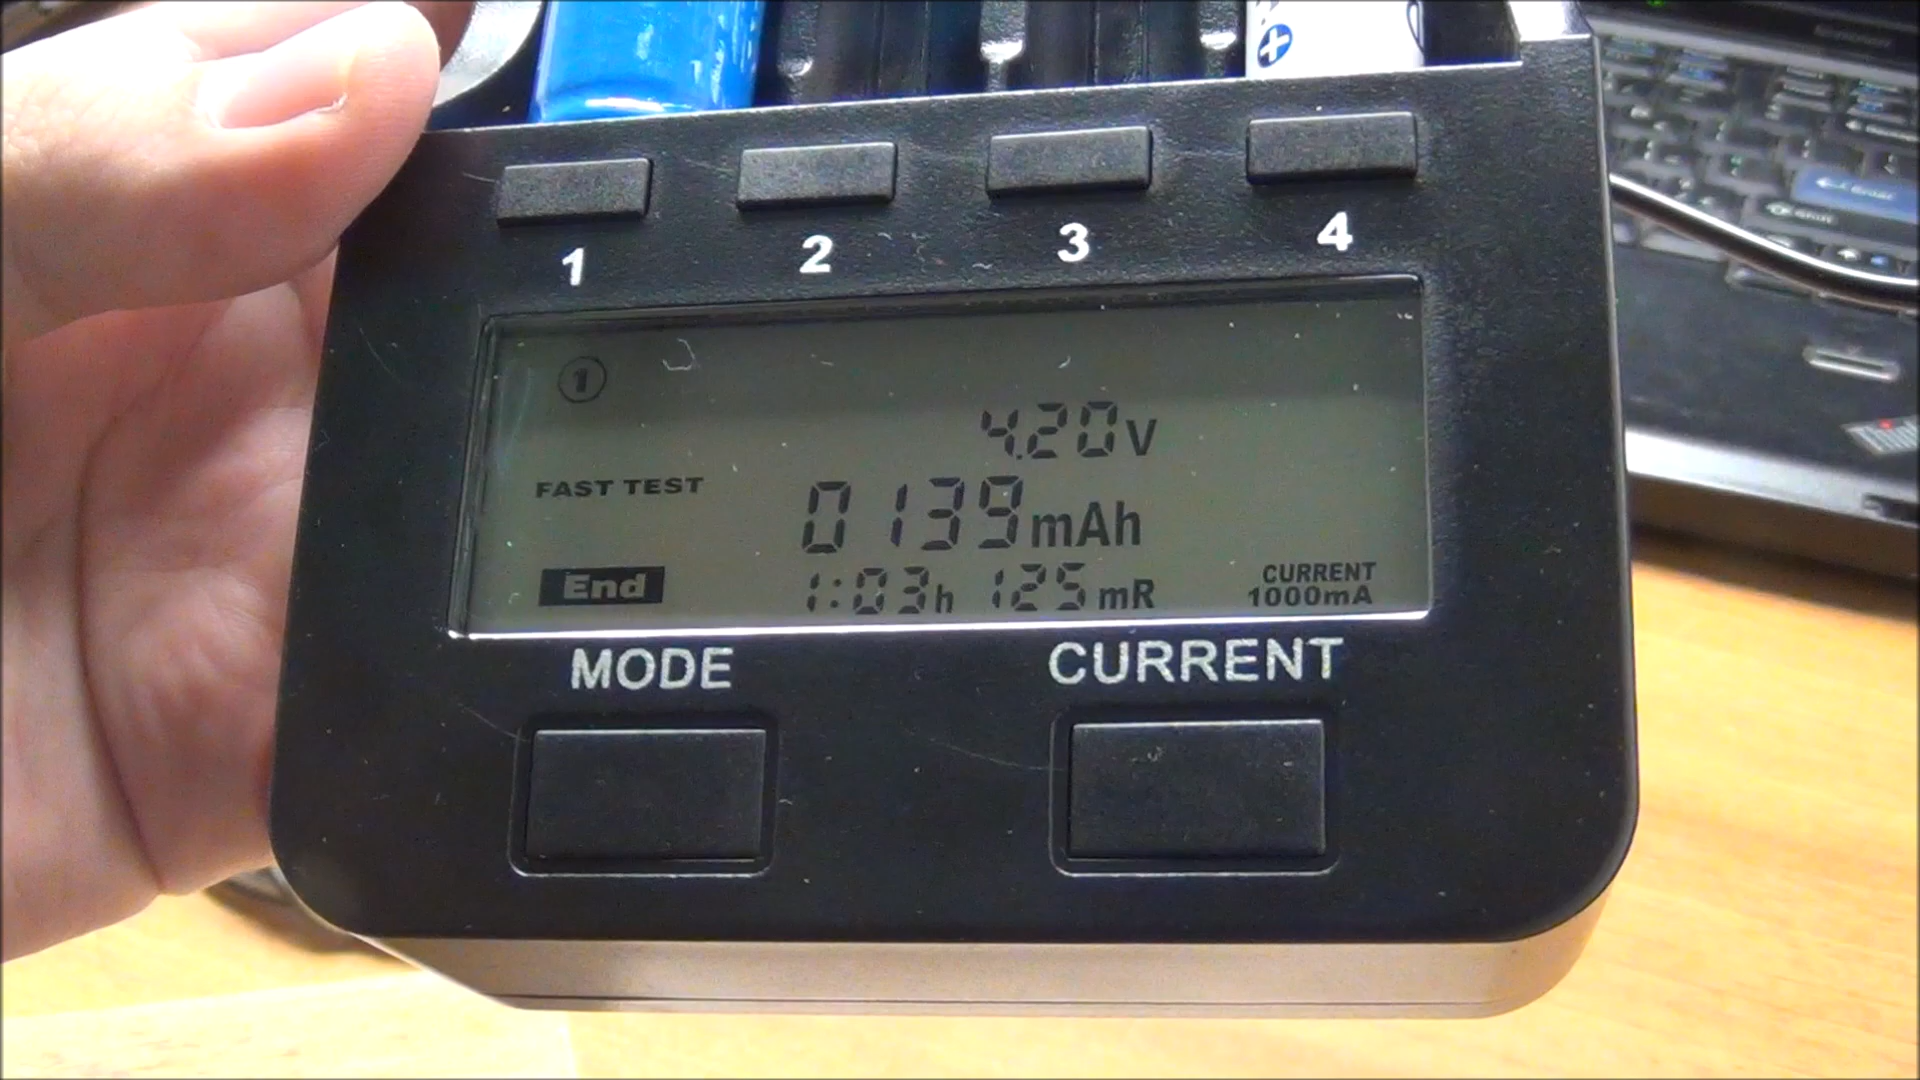 1 2 3 4
1
4.20V
FAST TEST 0139mAh
End 1:03h 125mR CURRENT 1000mA
MODE CURRENT